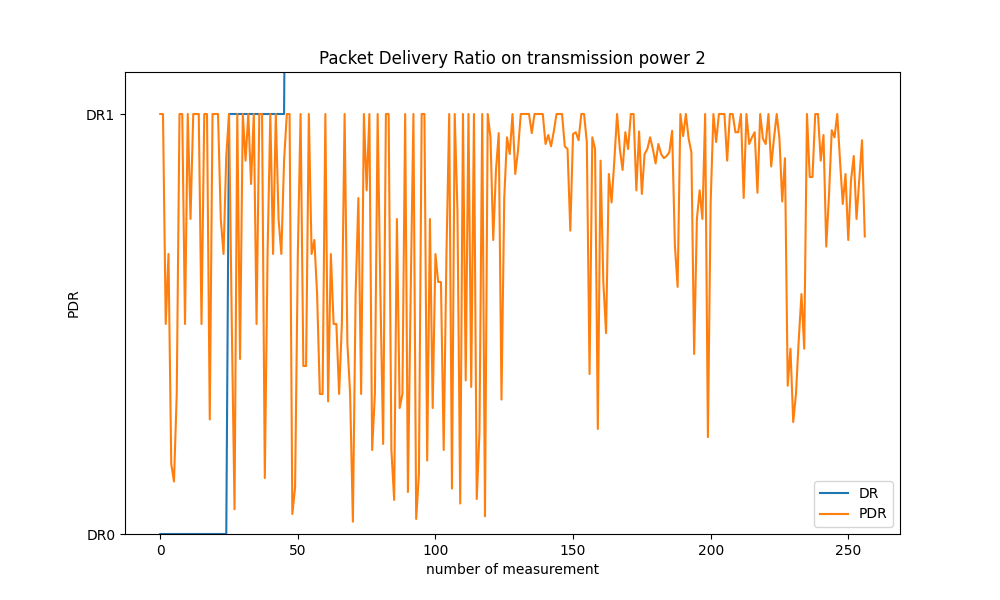 Packet Delivery Ratio on transmission power 2
DR1
PDR
DR0
DR
PDR
0
50
100
150
200
250
number of measurement